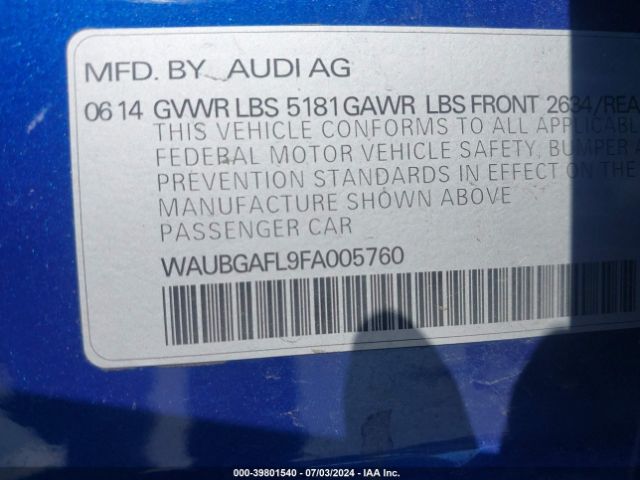 MFD. BY AUDI AG
06 14 GVWR LBS 5181 GAWR LBS FRONT 2634/REA
THIS VEHICLE CONFORMS TO ALL APPLICABL
FEDERAL MOTOR VEHICLE SAFETY, BUMPER A
PREVENTION STANDARDS IN EFFECT ON THE
MANUFACTURE SHOWN ABOVE
PASSENGER CAR
WAUBGAFL9FA005760
000-39801540 - 07/03/2024 - IAA Inc.